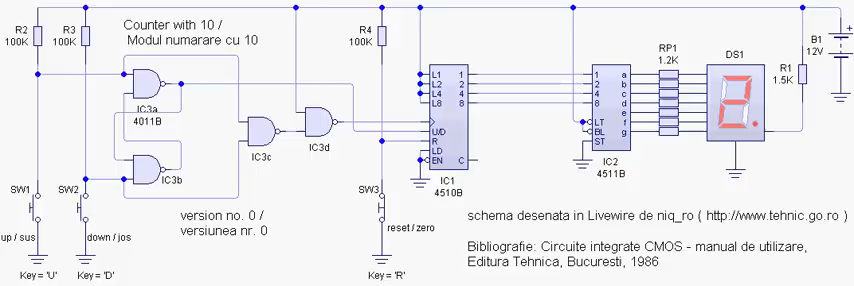 Counter with 10 /
Modul numarare cu 10
R2
100K
R3
100K
R4
100K
B1
12V
RP1
1.2K
DS1
R1
1.5K
IC3a
4011B
IC3b
IC3c
IC3d
L1
L2
L4
L8
U/D
R
LD
EN
1
2
4
8
C
IC1
4510B
1
2
4
8
LT
BL
ST
a
b
c
d
e
f
g
IC2
4511B
SW1
SW2
SW3
up / sus
down / jos
reset / zero
Key = 'U'
Key = 'D'
Key = 'R'
version no. 0 /
versiunea nr. 0
schema desenata in Livewire de niq_ro ( http://www.tehnic.go.ro )
Bibliografie: Circuite integrate CMOS - manual de utilizare,
Editura Tehnica, Bucuresti, 1986